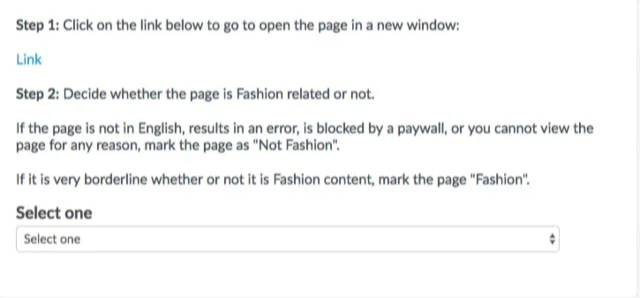 Step 1: Click on the link below to go to open the page in a new window:
Link
Step 2: Decide whether the page is Fashion related or not.
If the page is not in English, results in an error, is blocked by a paywall, or you cannot view the
page for any reason, mark the page as "Not Fashion".
If it is very borderline whether or not it is Fashion content, mark the page "Fashion".
Select one
Select one